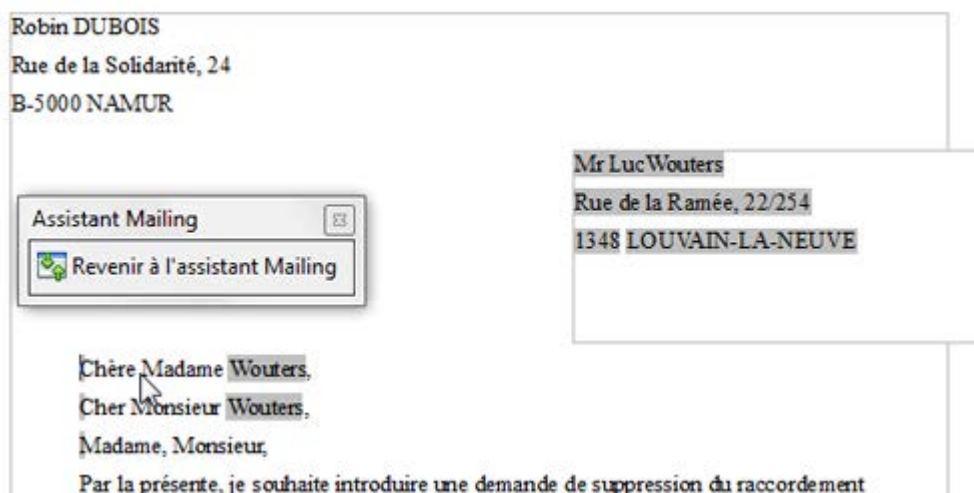 Robin DUBOIS
Rue de la Solidarité, 24
B-5000 NAMUR
Mr Luc Wouters
Rue de la Ramée, 22/254
1348 LOUVAIN-LA-NEUVE
Assistant Mailing
Revenir à l'assistant Mailing
Chère Madame Wouters,
Cher Monsieur Wouters,
Madame, Monsieur,
Par la présente, je souhaite introduire une demande de suppression du raccordement